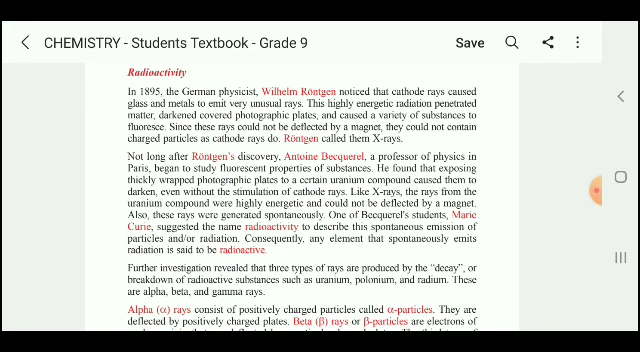 CHEMISTRY - Students Textbook - Grade 9
Save
Radioactivity
In 1895, the German physicist, Wilhelm Röntgen noticed that cathode rays caused
glass and metals to emit very unusual rays. This highly energetic radiation penetrated
matter, darkened covered photographic plates, and caused a variety of substances to
fluoresce. Since these rays could not be deflected by a magnet, they could not contain
charged particles as cathode rays do. Röntgen called them X-rays.
Not long after Röntgen's discovery, Antoine Becquerel, a professor of physics in
Paris, began to study fluorescent properties of substances. He found that exposing
thickly wrapped photographic plates to a certain uranium compound caused them to
darken, even without the stimulation of cathode rays. Like X-rays, the rays from the
uranium compound were highly energetic and could not be deflected by a magnet.
Also, these rays were generated spontaneously. One of Becquerel's students, Marie
Curie, suggested the name radioactivity to describe this spontaneous emission of
particles and/or radiation. Consequently, any element that spontaneously emits
radiation is said to be radioactive.
Further investigation revealed that three types of rays are produced by the "decay", or
breakdown of radioactive substances such as uranium, polonium, and radium. These
are alpha, beta, and gamma rays.
Alpha (α) rays consist of positively charged particles called α-particles. They are
deflected by positively charged plates. Beta (β) rays or β-particles are electrons of